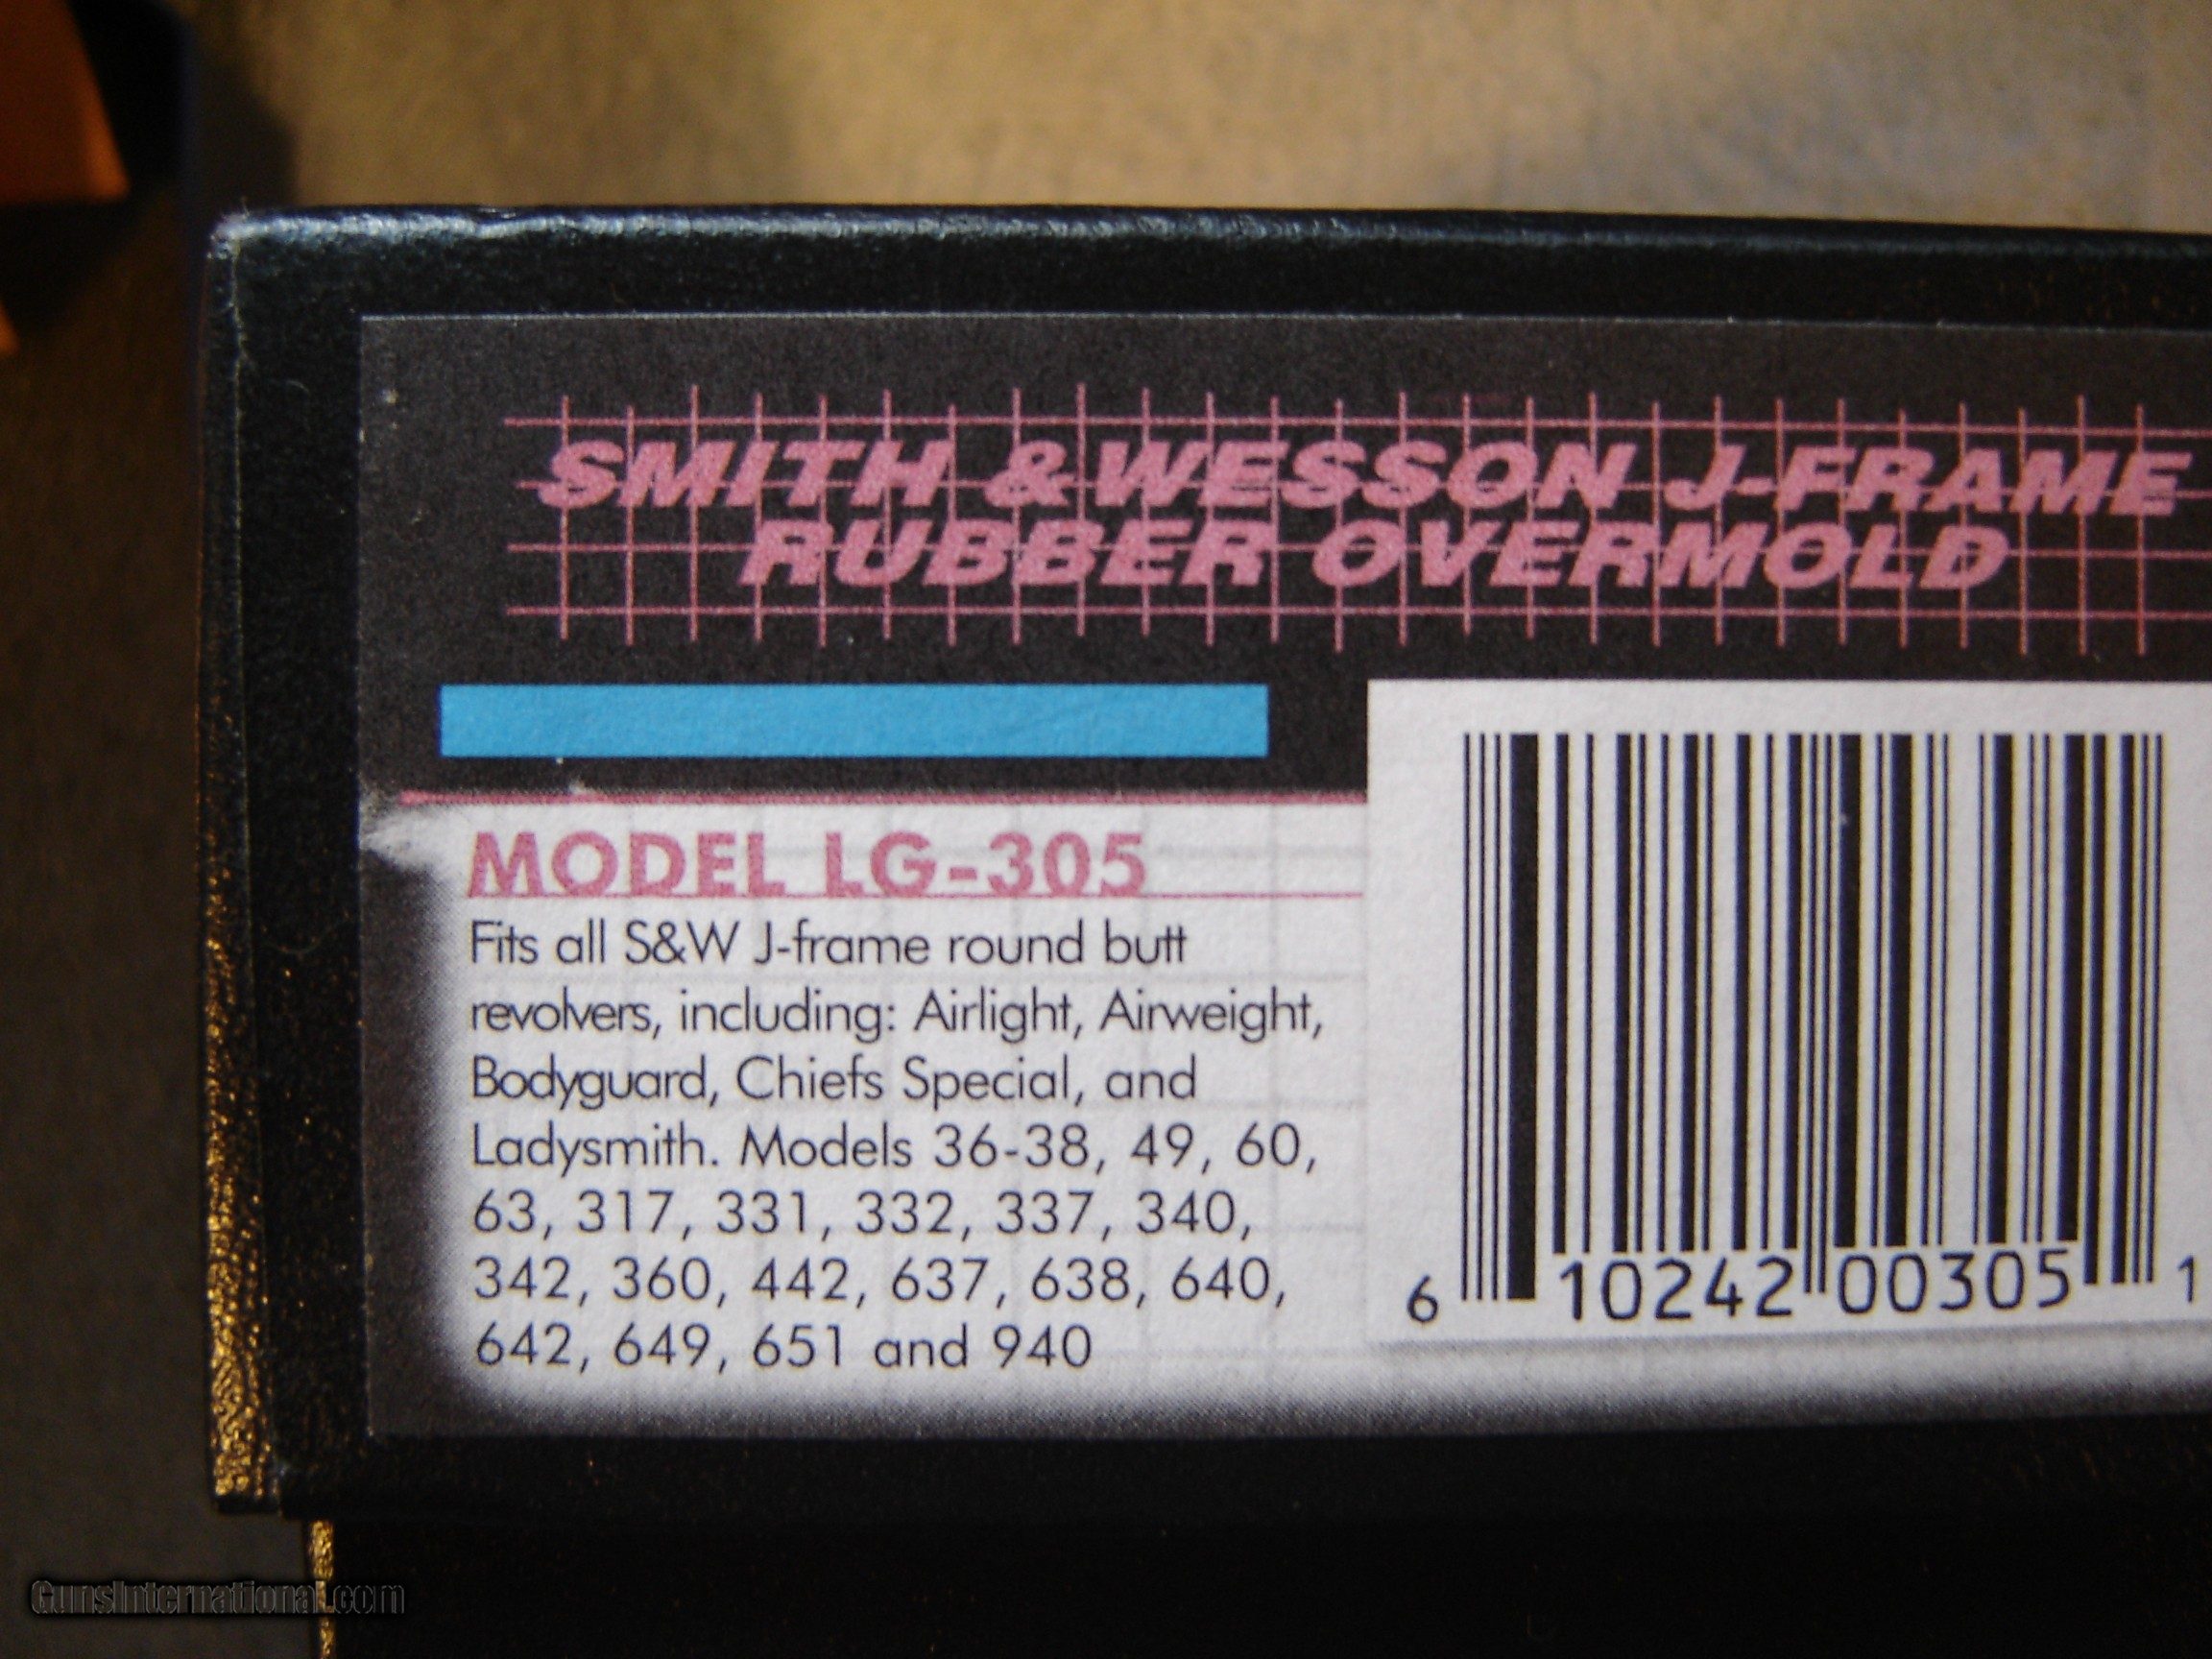 SMITH & WESSON J-FRAME
RUBBER OVERMOLD
MODEL LG-305
Fits all S&W J-frame round butt
revolvers, including: Airlight, Airweight,
Bodyguard, Chiefs Special, and
Ladysmith. Models 36-38, 49, 60,
63, 317, 331, 332, 337, 340,
342, 360, 442, 637, 638, 640,
642, 649, 651 and 940
6 10242 00305 1
GunsInternational.com